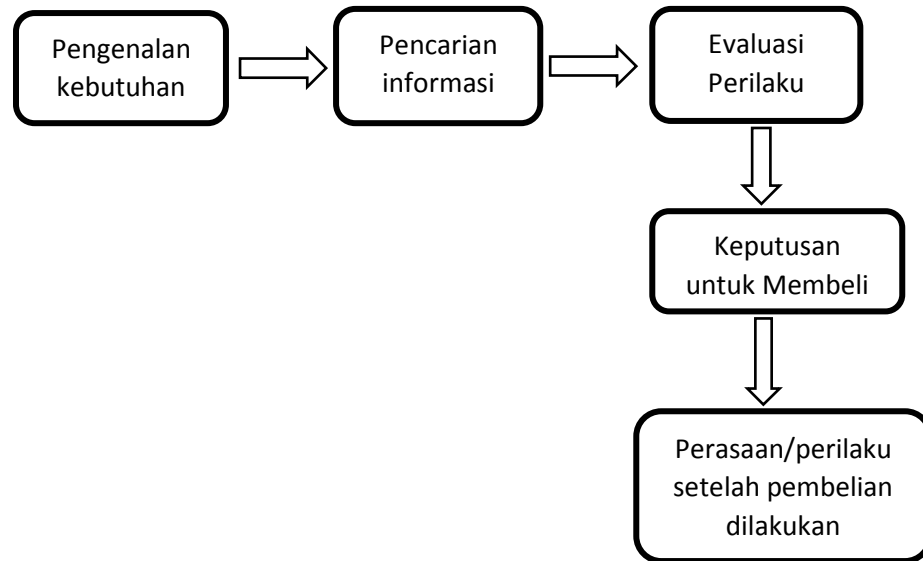 Pengenalan
kebutuhan
Pencarian
informasi
Evaluasi
Perilaku
Keputusan
untuk Membeli
Perasaan/perilaku
setelah pembelian
dilakukan